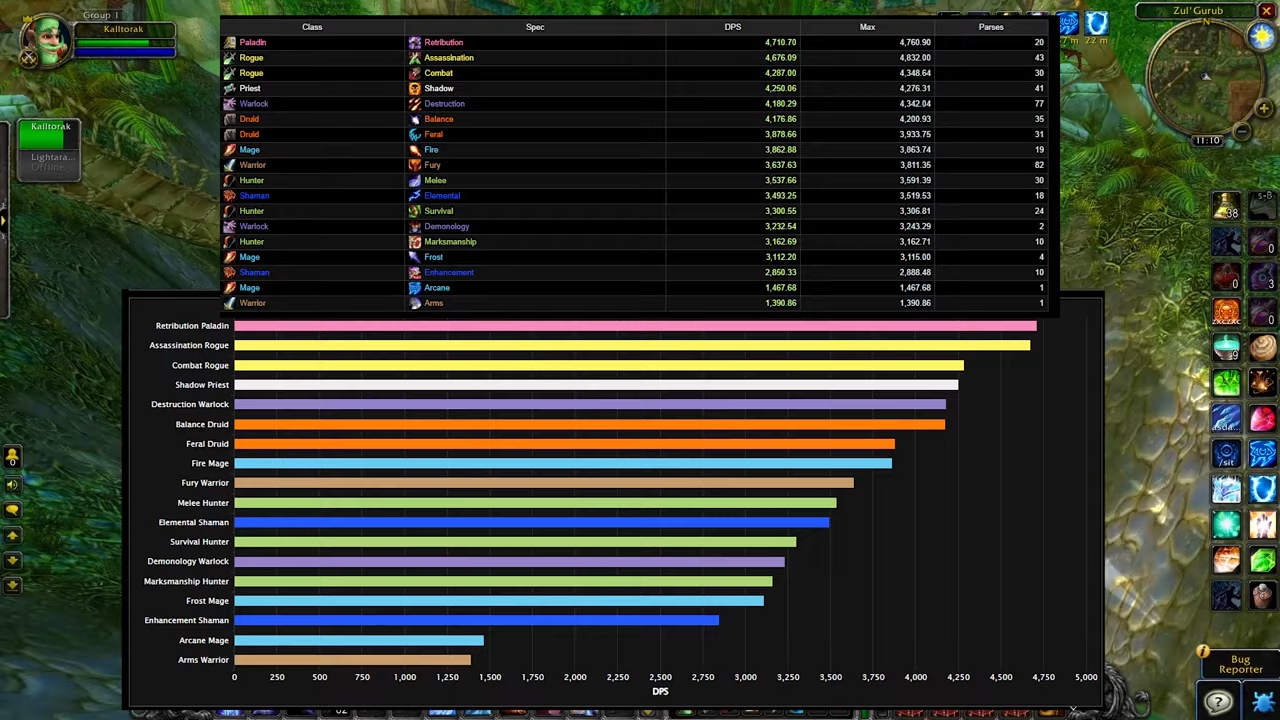 Group 1
Zul'Gurub
Kalltorak
N
7 m 22 m
11:10
Kalltorak
Lightara...
Offline
Class Spec DPS Max Parses
Paladin Retribution 4,710.70 4,760.90 20
Rogue Assassination 4,676.09 4,832.00 43
Rogue Combat 4,287.00 4,348.64 30
Priest Shadow 4,250.06 4,276.31 41
Warlock Destruction 4,180.29 4,342.04 77
Druid Balance 4,176.86 4,200.93 35
Druid Feral 3,878.66 3,933.75 31
Mage Fire 3,862.88 3,863.74 19
Warrior Fury 3,637.63 3,811.35 82
Hunter Melee 3,537.66 3,591.39 30
Shaman Elemental 3,493.25 3,519.53 18
Hunter Survival 3,300.55 3,306.81 24
Warlock Demonology 3,232.54 3,243.29 2
Hunter Marksmanship 3,162.69 3,162.71 10
Mage Frost 3,112.20 3,115.00 4
Shaman Enhancement 2,850.33 2,888.48 10
Mage Arcane 1,467.68 1,467.68 1
Warrior Arms 1,390.86 1,390.86 1
Retribution Paladin
Assassination Rogue
Combat Rogue
Shadow Priest
Destruction Warlock
Balance Druid
Feral Druid
Fire Mage
Fury Warrior
Melee Hunter
Elemental Shaman
Survival Hunter
Demonology Warlock
Marksmanship Hunter
Frost Mage
Enhancement Shaman
Arcane Mage
Arms Warrior
0 250 500 750 1,000 1,250 1,500 1,750 2,000 2,250 2,500 2,750 3,000 3,250 3,500 3,750 4,000 4,250 4,500 4,750 5,000
DPS
s-B
38
0
0 3
zxczxc 0
9
/sit
0
Bug
Reporter
?